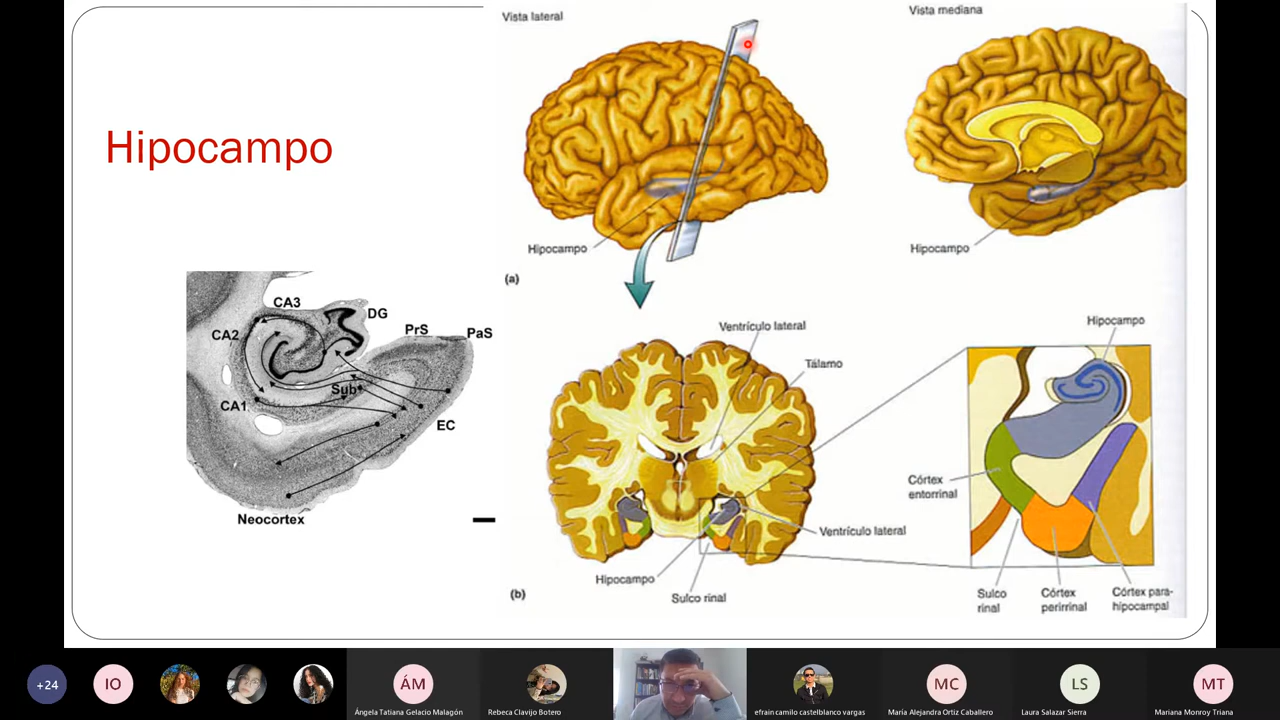 Hipocampo
Vista lateral
Vista mediana
Hipocampo
Hipocampo
(a)
CA3
DG
CA2
PrS
PaS
Sub
CA1
EC
Neocortex
Ventrículo lateral
Tálamo
Hipocampo
Córtex
entorrinal
Ventrículo lateral
Hipocampo
Sulco rinal
(b)
Sulco
rinal
Córtex
perirrinal
Córtex para-
hipocampal
+24
IO
ÁM
Ángela Tatiana Gelacio Malagón
Rebeca Clavijo Botero
efrain camilo castelblanco vargas
MC
María Alejandra Ortiz Caballero
LS
Laura Salazar Sierra
MT
Mariana Monroy Triana